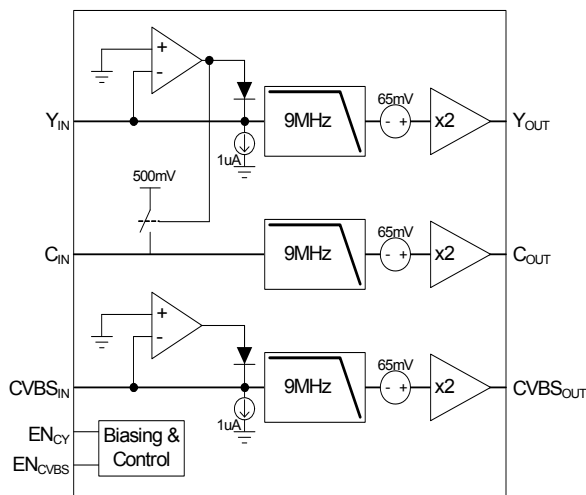 +
-
Y_IN
1uA
9MHz
65mV
- +
x2
Y_OUT
500mV
C_IN
9MHz
65mV
- +
x2
C_OUT
+
-
CVBS_IN
1uA
9MHz
65mV
- +
x2
CVBS_OUT
EN_CY
EN_CVBS
Biasing &
Control